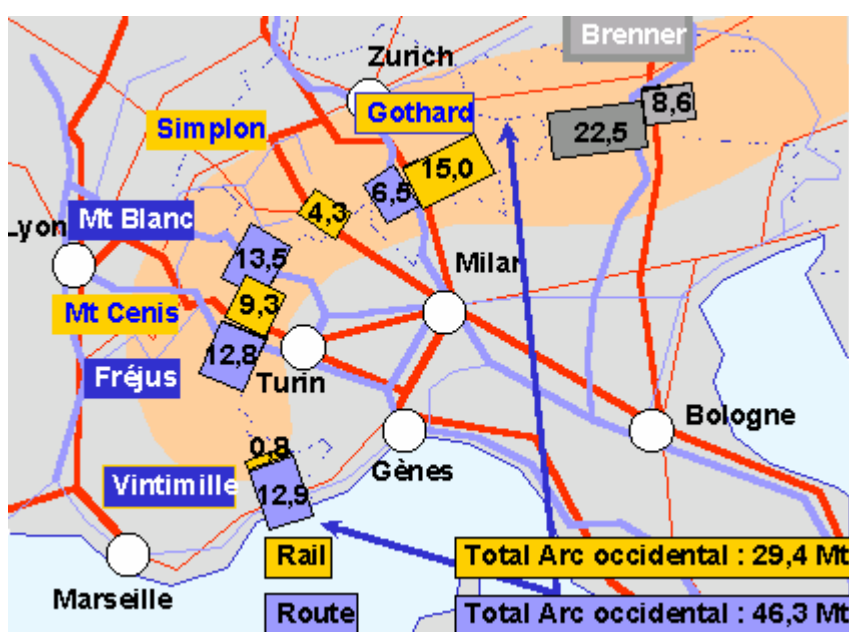 Brenner
Zurich
Gothard
8,6
Simplon
22,5
15,0
6,5
4,3
Mt Blanc
Lyon
13,5
Milan
Mt Cenis
9,3
12,8
Fréjus
Turin
Bologne
0,8
Gènes
Vintimille
12,9
Rail
Total Arc occidental : 29,4 Mt
Marseille
Route
Total Arc occidental : 46,3 Mt